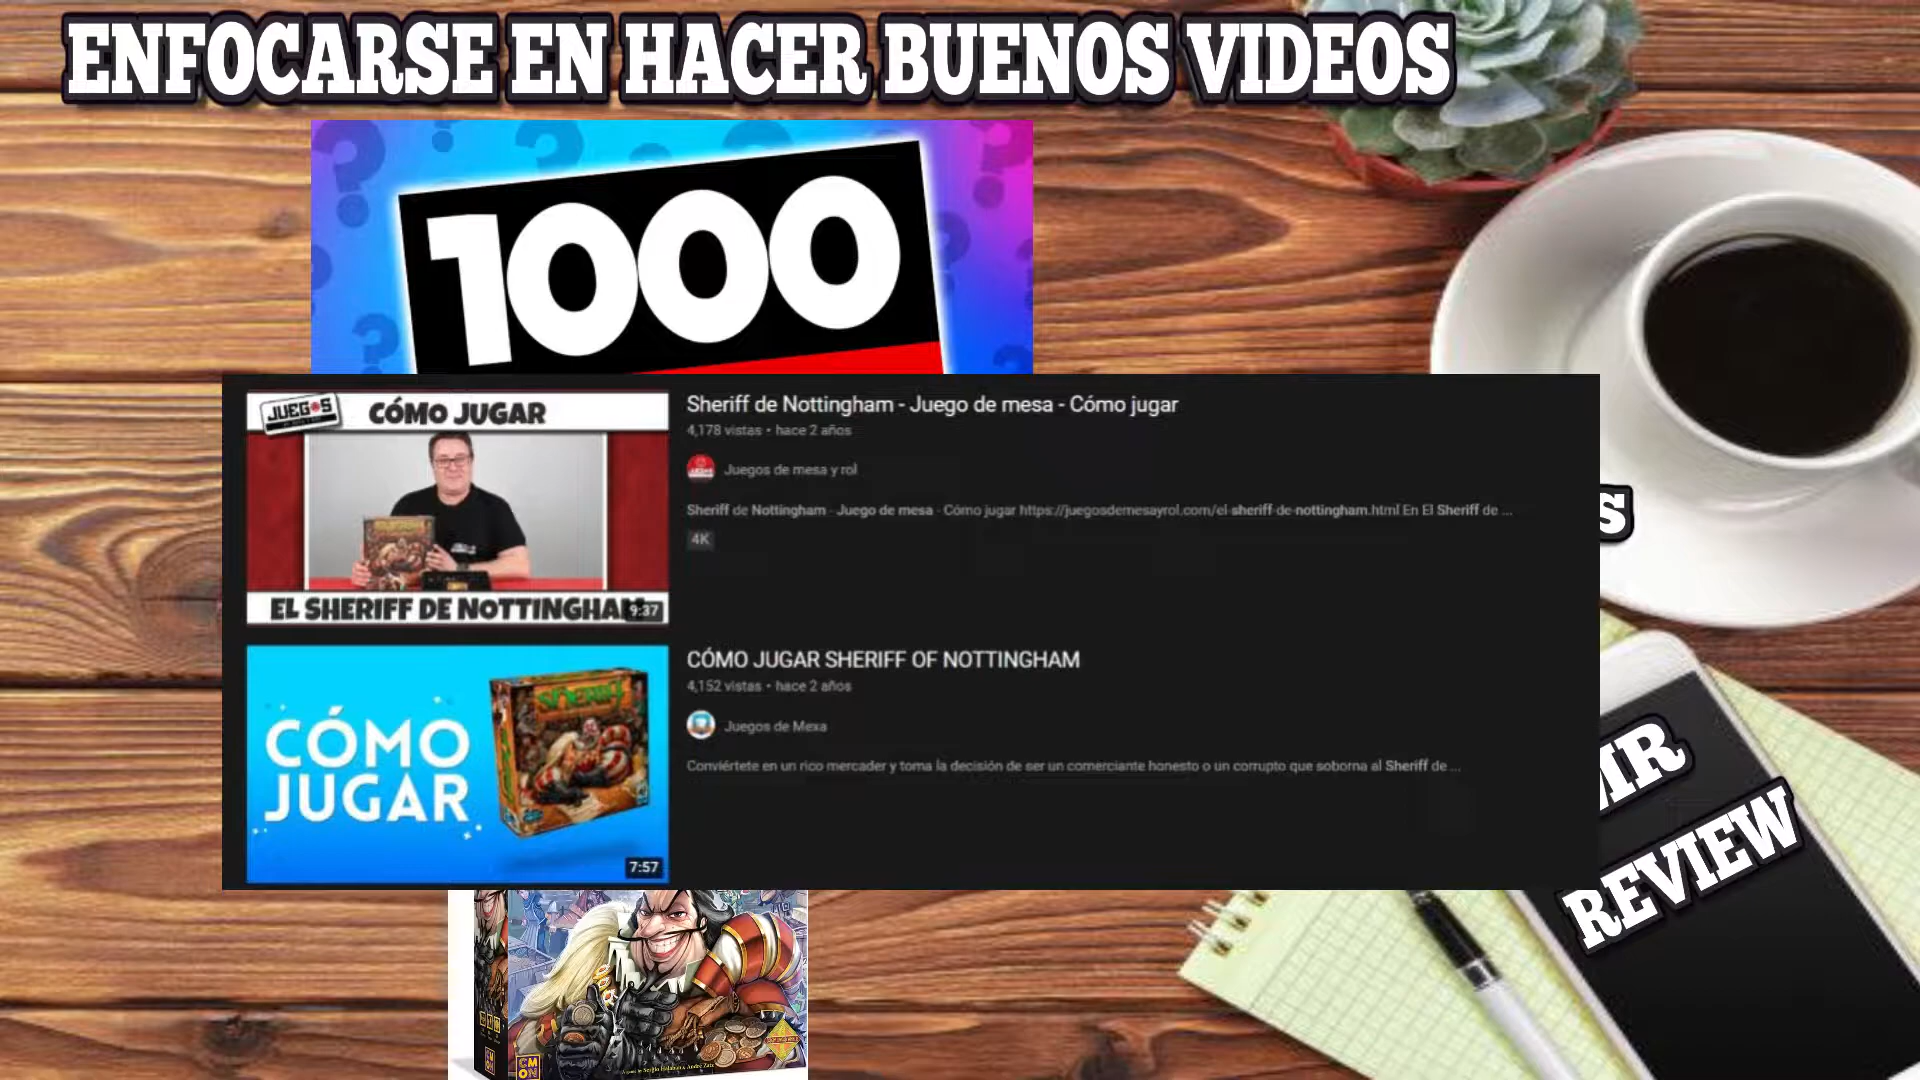 ENFOCARSE EN HACER BUENOS VIDEOS
1000
JUEGOS
CÓMO JUGAR
EL SHERIFF DE NOTTINGHAM
9:37
Sheriff de Nottingham - Juego de mesa - Cómo jugar
4,178 vistas • hace 2 años
Juegos de mesa y rol
Sheriff de Nottingham - Juego de mesa - Cómo jugar https://juegosdemesayrol.com/el-sheriff-de-nottingham.html En El Sheriff de ...
4K
S
CÓMO
JUGAR
7:57
CÓMO JUGAR SHERIFF OF NOTTINGHAM
4,152 vistas • hace 2 años
Juegos de Mexa
Conviértete en un rico mercader y toma la decisión de ser un comerciante honesto o un corrupto que soborna al Sheriff de ...
IR
REVIEW
CM
ON